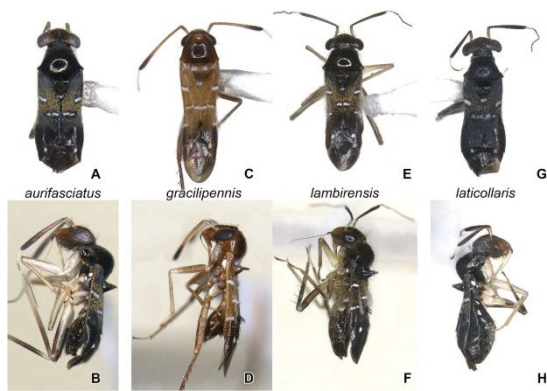 A C E G
aurifasciatus gracilipennis lambirensis laticollaris
B D F H